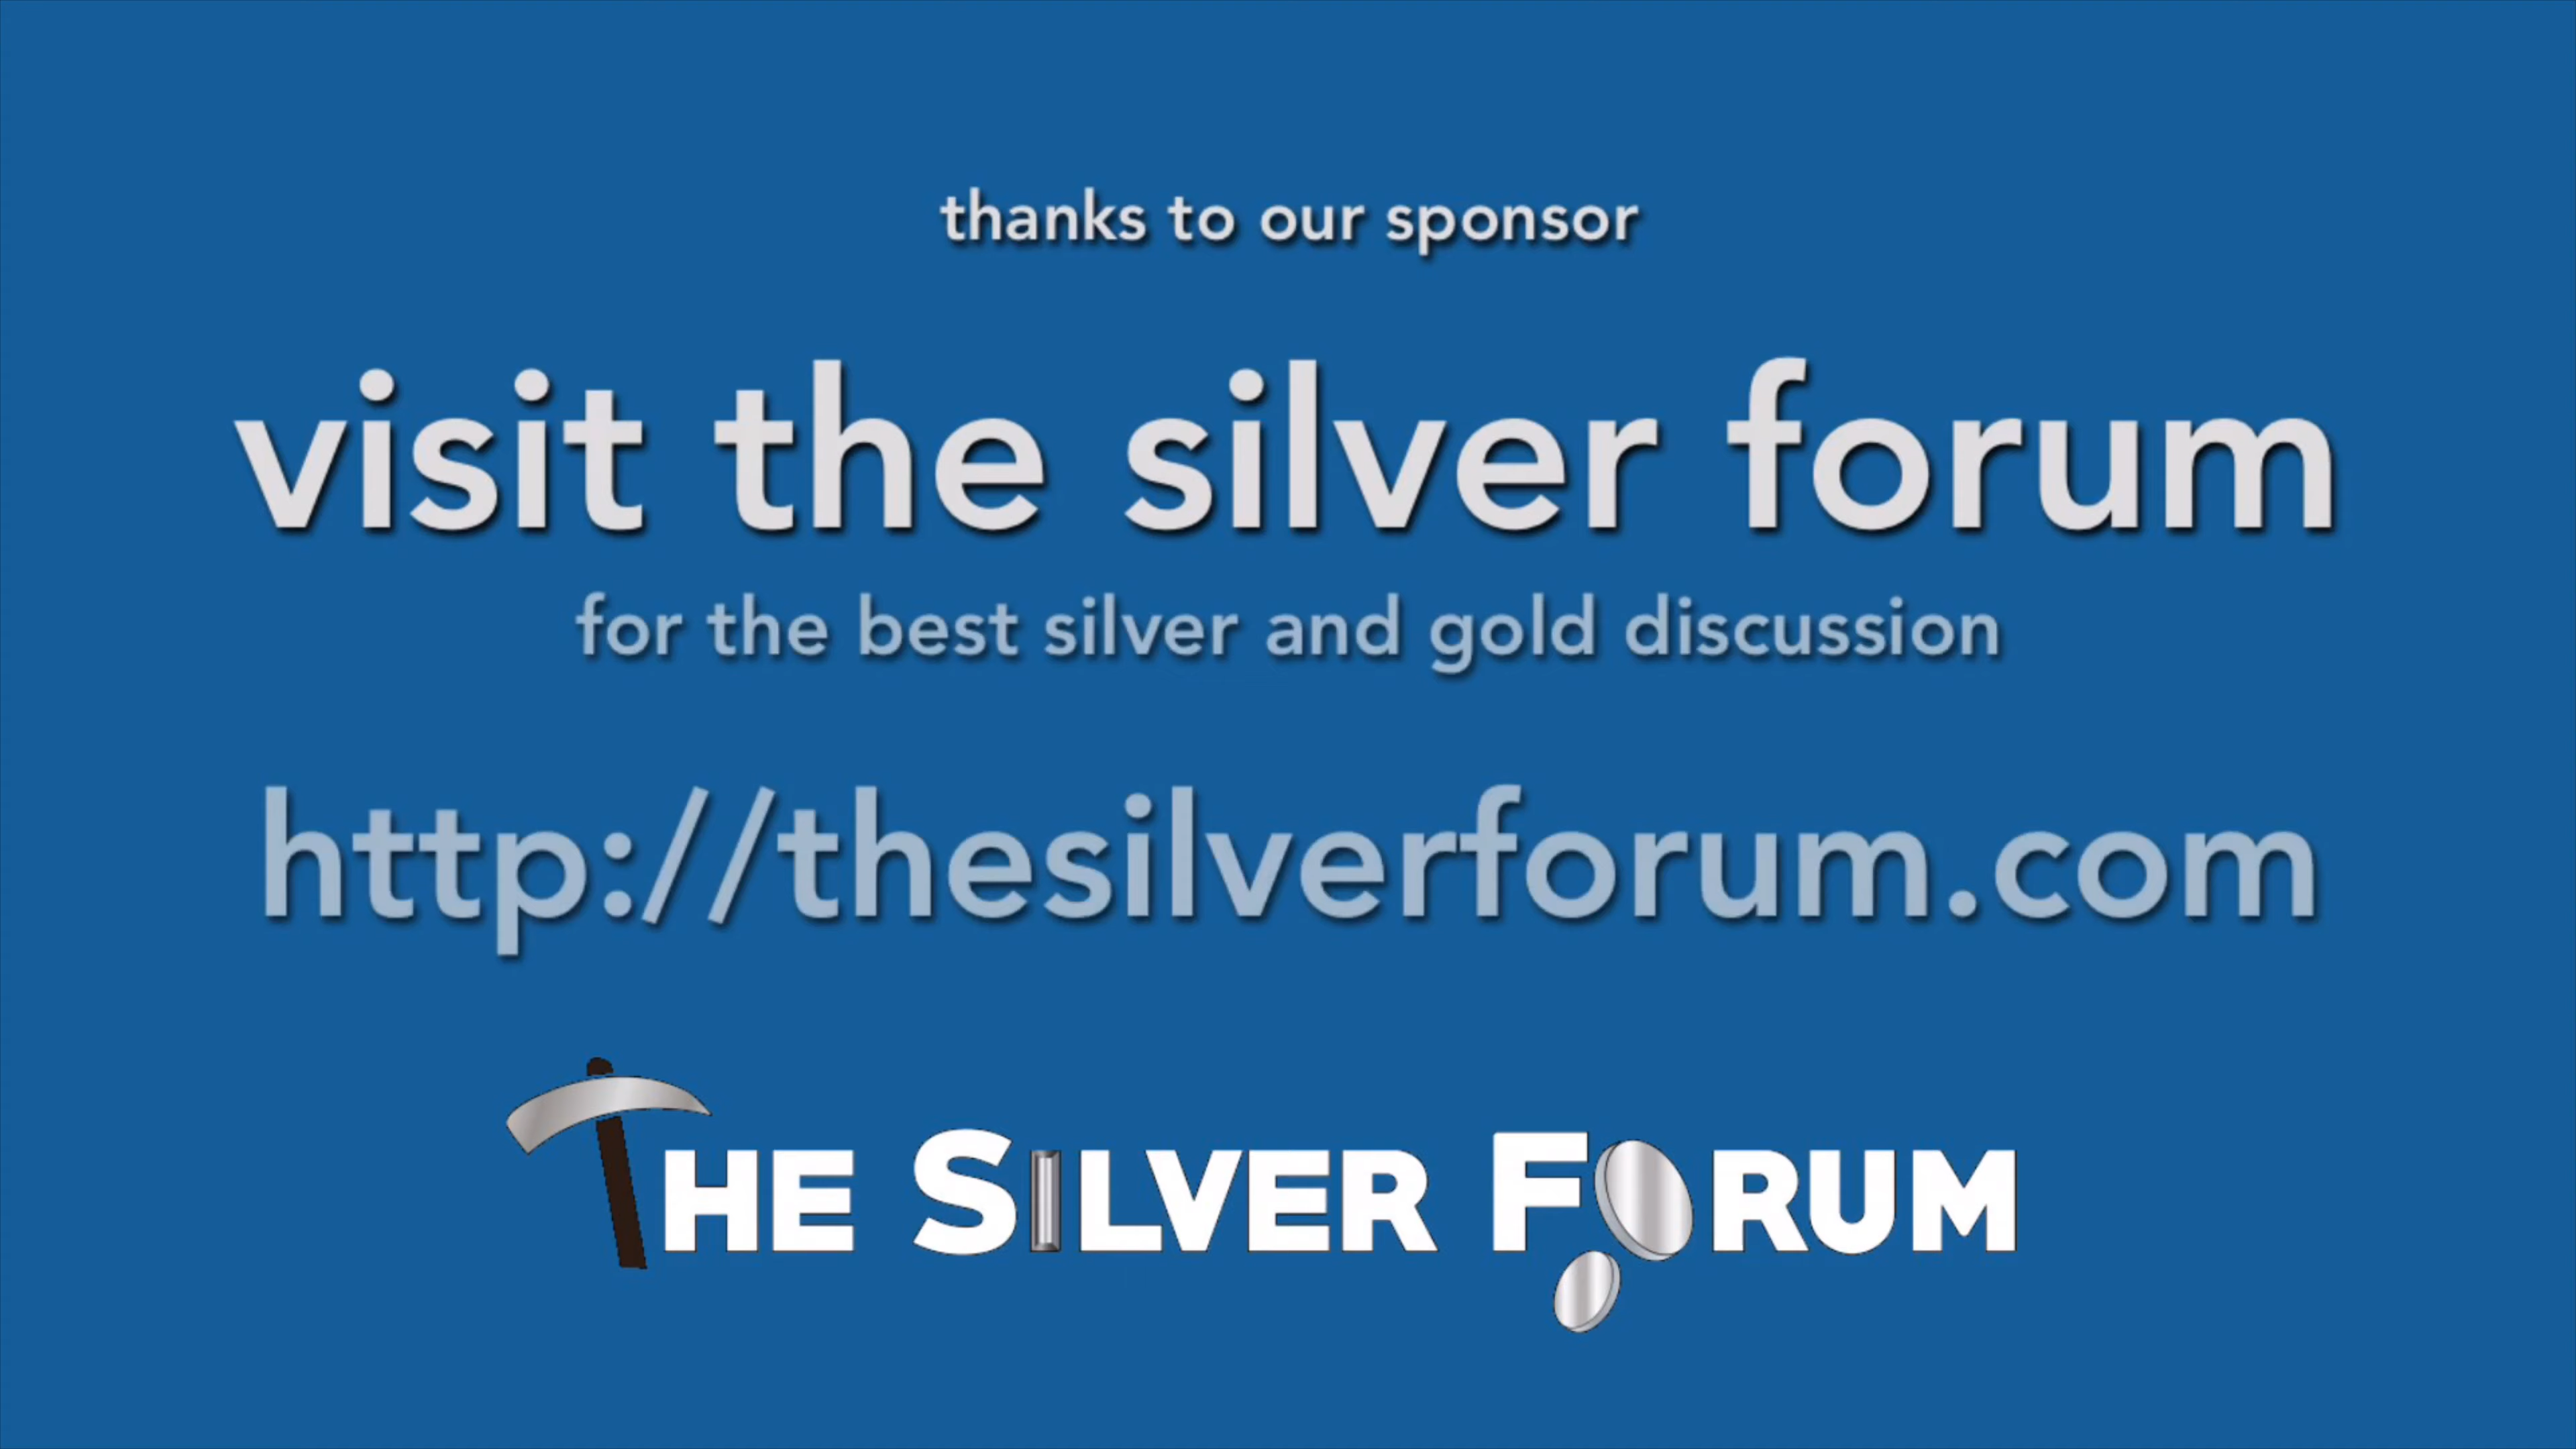 thanks to our sponsor
visit the silver forum
for the best silver and gold discussion
http://thesilverforum.com
THE SILVER FORUM